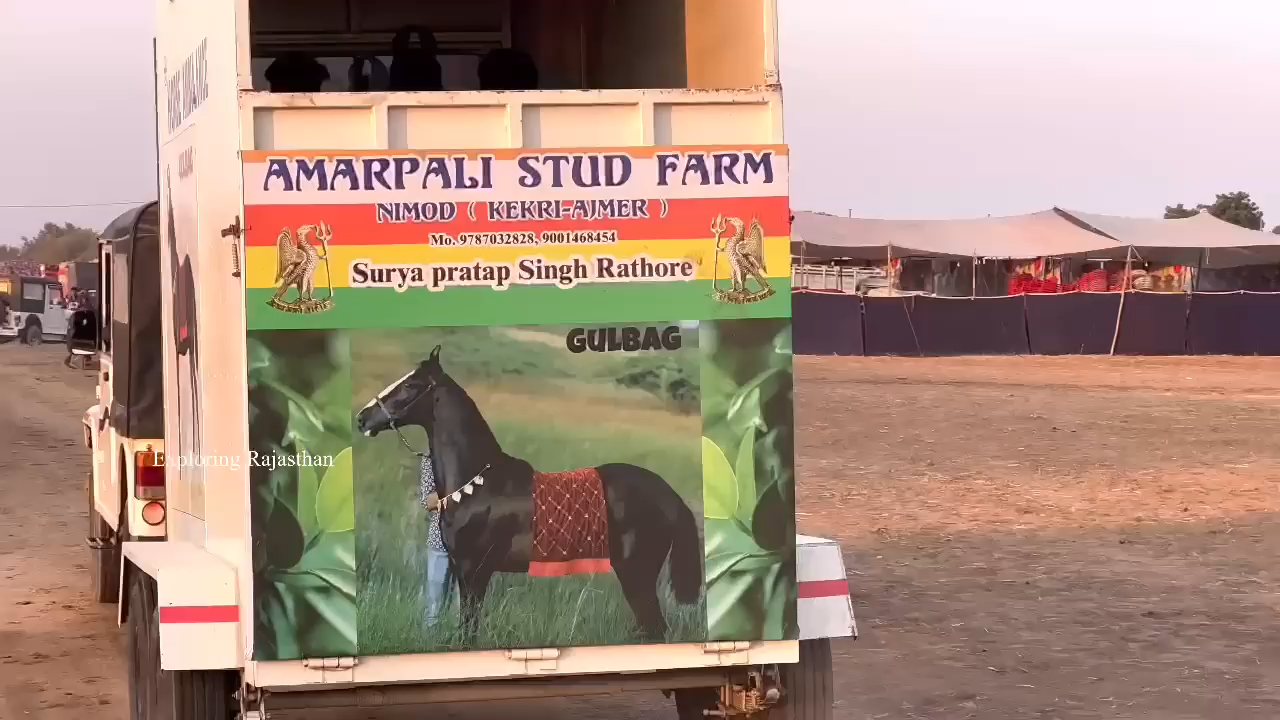 AMARPALI STUD FARM
NIMOD ( KEKRI-AJMER )
Mo. 9787032828, 9001468454
Surya pratap Singh Rathore
GULBAG
Exploring Rajasthan